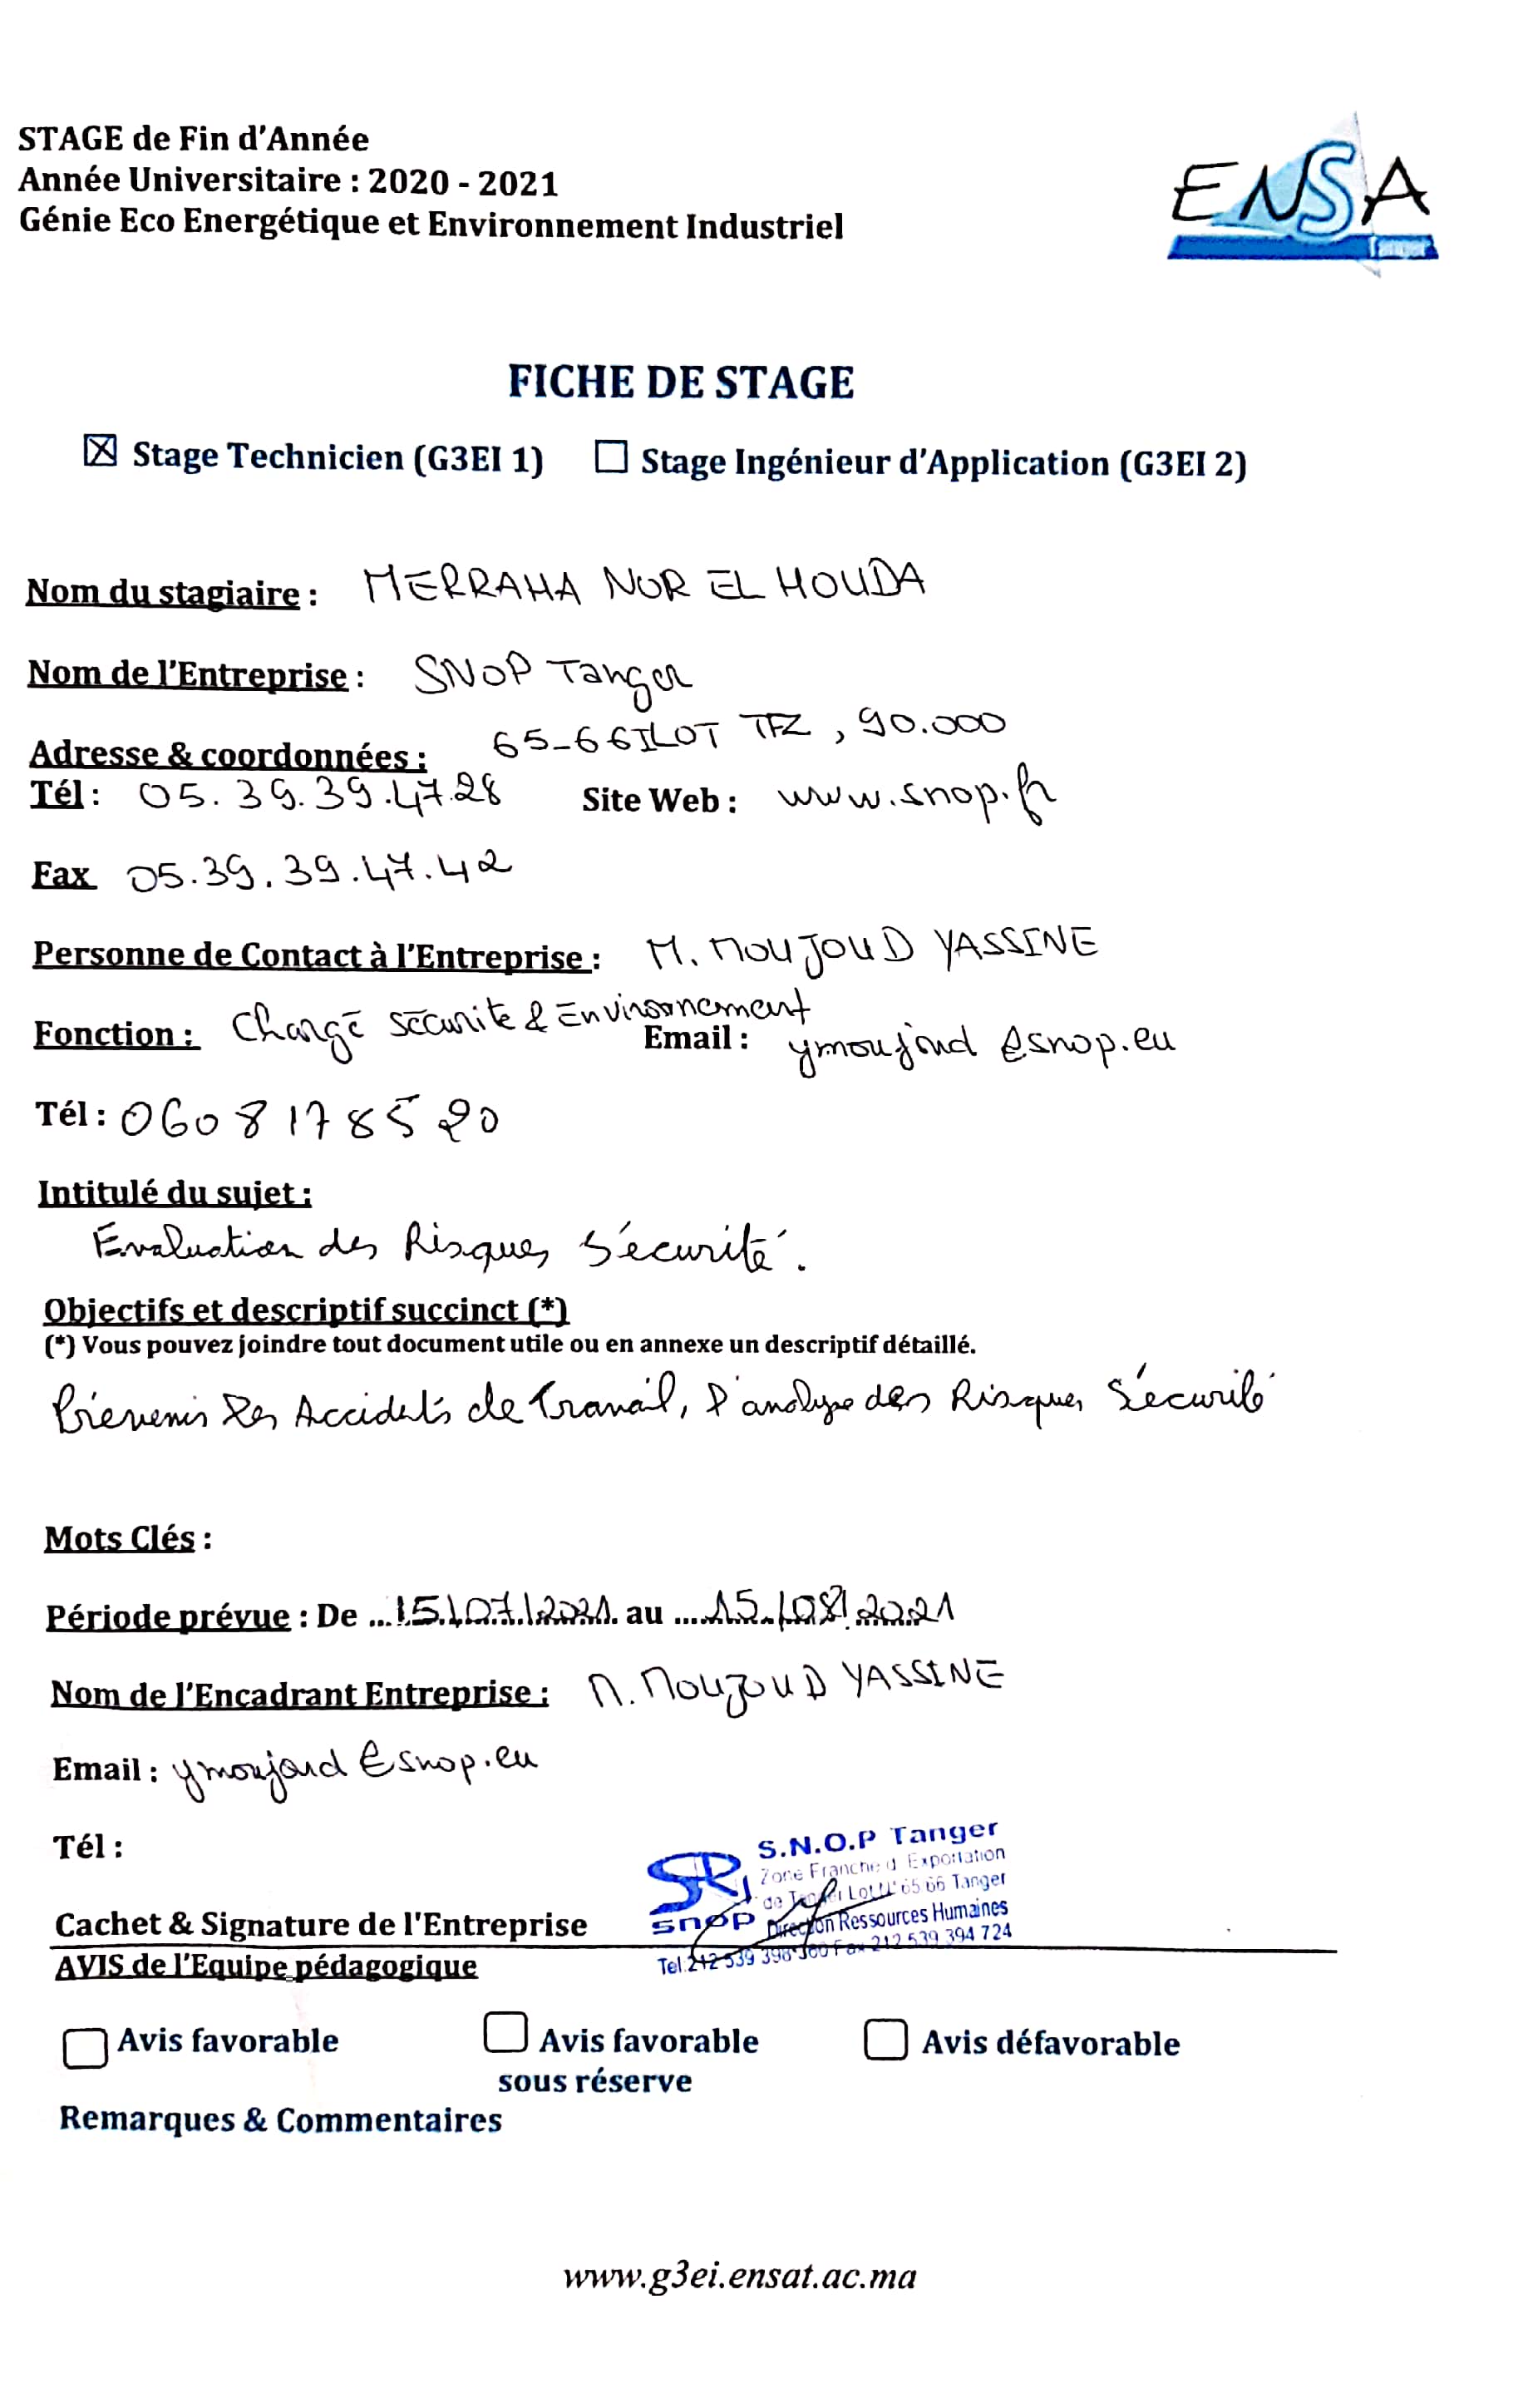 STAGE de Fin d'Année
Année Universitaire : 2020 - 2021
Génie Eco Energétique et Environnement Industriel
ENSA
Tanger
FICHE DE STAGE
☒ Stage Technicien (G3EI 1) ☐ Stage Ingénieur d'Application (G3EI 2)
Nom du stagiaire : MERRAHA NOR EL HOUDA
Nom de l'Entreprise : SNOP Tanger
Adresse & coordonnées : 65-66 ILOT TFZ, 90.000
Tél : 05.39.39.47.28 Site Web : www.snop.fr
Fax 05.39.39.47.42
Personne de Contact à l'Entreprise : M. MOUJOUD YASSINE
Fonction : Chargé sécurité & Environnement Email : ymoujoud@snop.eu
Tél : 0608178520
Intitulé du sujet :
Evaluation des Risques Sécurité.
Objectifs et descriptif succinct (*)
(*) Vous pouvez joindre tout document utile ou en annexe un descriptif détaillé.
Prévenir les Accidents de travail, l'analyse des Risques Sécurité
Mots Clés :
Période prévue : De ... 15/07/2021 au ..... 15/08/2021
Nom de l'Encadrant Entreprise : M. MOUJOUD YASSINE
Email : ymoujoud@snop.eu
Tél :
S.N.O.P Tanger
Zone Franche d'Exportation
de Tanger Lot N° 65 66 Tanger
snop Direction Ressources Humaines
Tel.212 539 398 360 Fax 212 539 394 724
Cachet & Signature de l'Entreprise
AVIS de l'Equipe pédagogique
☐ Avis favorable ☐ Avis favorable ☐ Avis défavorable
sous réserve
Remarques & Commentaires
www.g3ei.ensat.ac.ma